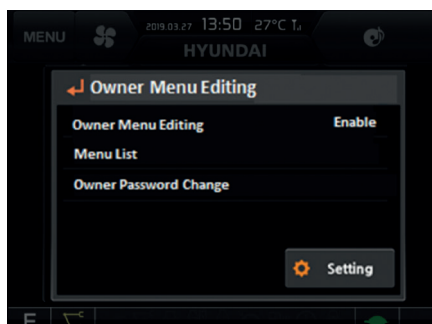 MENU 2019.03.27 13:50 27°C
HYUNDAI
Owner Menu Editing
Owner Menu Editing Enable
Menu List
Owner Password Change
Setting
E C